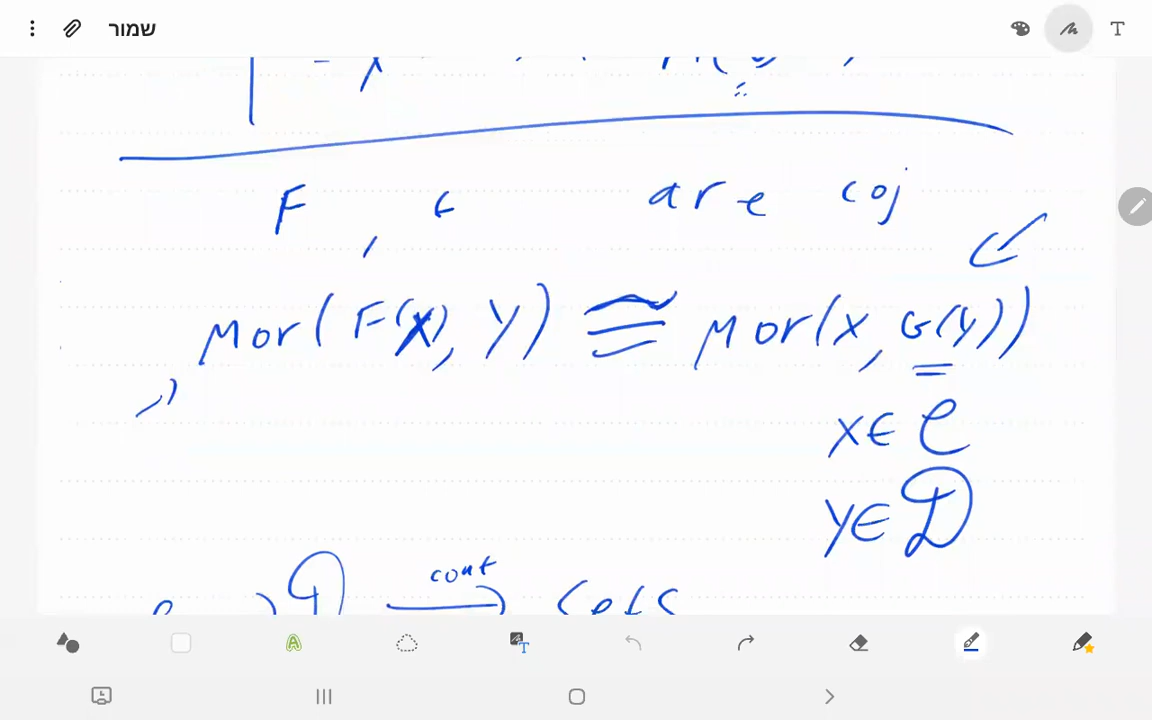 שמור
T
F, G are coj
Mor(F(X), Y) ≅ Mor(X, G(Y))
X ∈ C
Y ∈ D
cont